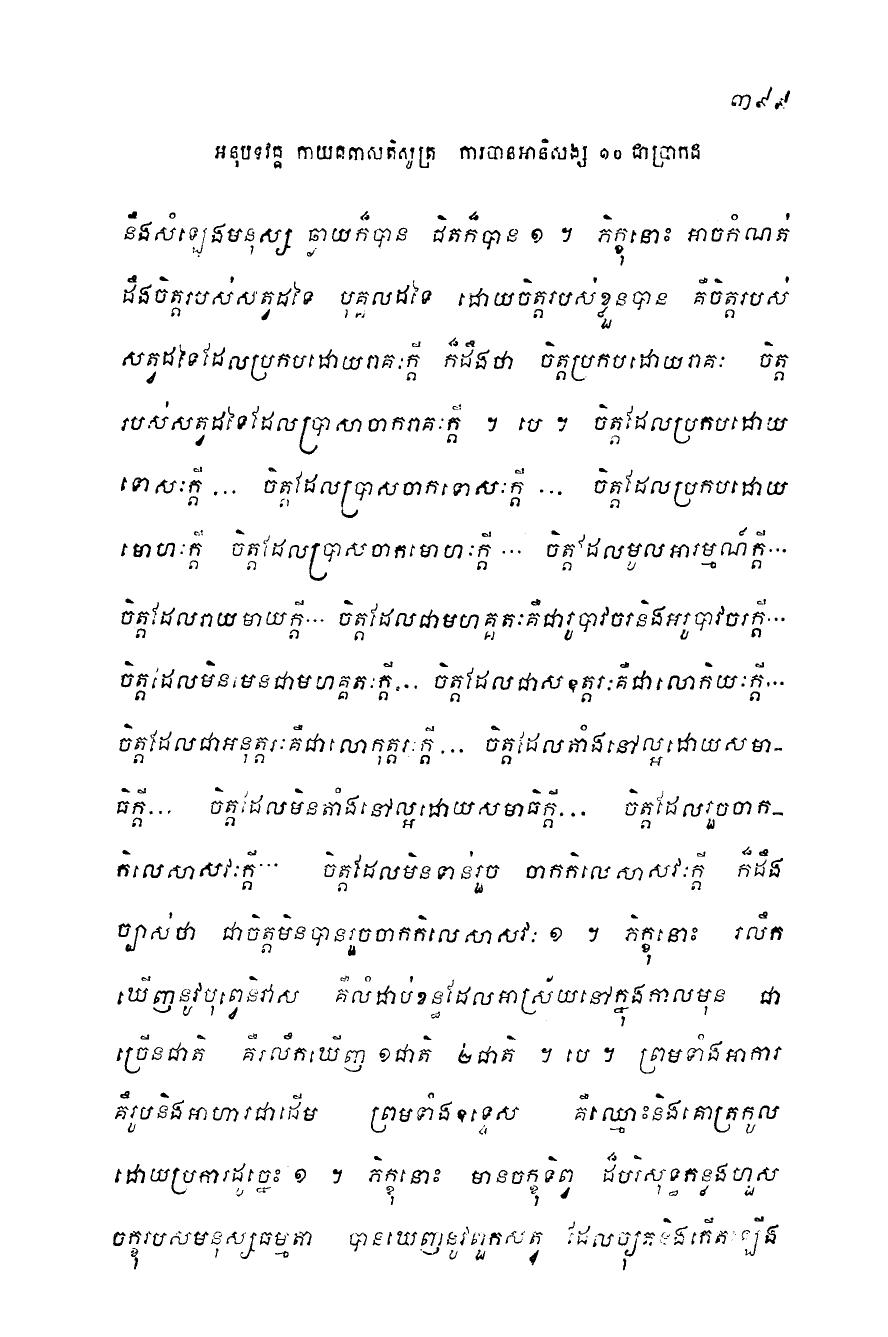 ៣៩៩
អនុបទវគ្គ កាយគតាសតិសូត្រ ការបានអានិសង្ស ១០ ជាប្រាកដ
នឹងសំឡេងមនុស្ស ឆ្ងាយក៏បាន ជិតក៏បាន ១ ។ ភិក្ខុនោះ អាចកំណត់
ដឹងចិត្តរបស់សត្វដទៃ បុគ្គលដទៃ ដោយចិត្តរបស់ខ្លួនបាន គឺចិត្តរបស់
សត្វដទៃដែលប្រកបដោយរាគៈក្តី ក៏ដឹងថា ចិត្តប្រកបដោយរាគៈ ចិត្ត
របស់សត្វដទៃដែលប្រាសចាករាគៈក្តី ។ បេ ។ ចិត្តដែលប្រកបដោយ
ទោសៈក្តី ... ចិត្តដែលប្រាសចាកទោសៈក្តី ... ចិត្តដែលប្រកបដោយ
មោហៈក្តី ចិត្តដែលប្រាសចាកមោហៈក្តី ... ចិត្តដែលមូលអារម្មណ៍ក្តី...
ចិត្តដែលរាយមាយក្តី... ចិត្តដែលជាមហគ្គតៈគឺជារូបាវចរនិងអរូបាវចរក្តី...
ចិត្តដែលមិនមែនជាមហគ្គតៈក្តី... ចិត្តដែលជាសឧត្តរៈគឺជាលោកិយៈក្តី...
ចិត្តដែលជាអនុត្តរៈគឺជាលោកុត្តរៈក្តី... ចិត្តដែលតាំងនៅល្អដោយសមា-
ធិក្តី... ចិត្តដែលមិនតាំងនៅល្អដោយសមាធិក្តី... ចិត្តដែលរួចចាក-
កិលេសាសវៈក្តី... ចិត្តដែលមិនទាន់រួច ចាកកិលេសាសវៈក្តី ក៏ដឹង
ច្បាស់ថា ជាចិត្តមិនបានរួចចាកកិលេសាសវៈ ១ ។ ភិក្ខុនោះ រលឹក
ឃើញនូវបុព្វេនិវាស គឺលំដាប់ខន្ធដែលអាស្រ័យនៅក្នុងកាលមុន ជា
ច្រើនជាតិ គឺរលឹកឃើញ ១ជាតិ ២ជាតិ ។ បេ ។ ព្រមទាំងអាការ
គឺរូបនិងអាហារជាដើម ព្រមទាំងឧទ្ទេស គឺឈ្មោះនិងគោត្រកូល
ដោយប្រការដូច្នេះ ១ ។ ភិក្ខុនោះ មានចក្ខុទិព្វ ដ៏បរិសុទ្ធកន្លងហួស
ចក្ខុរបសមនុស្សធម្មតា បានឃើញនូវពួកសត្វ ដែលច្យុតនិងកើតឡើង